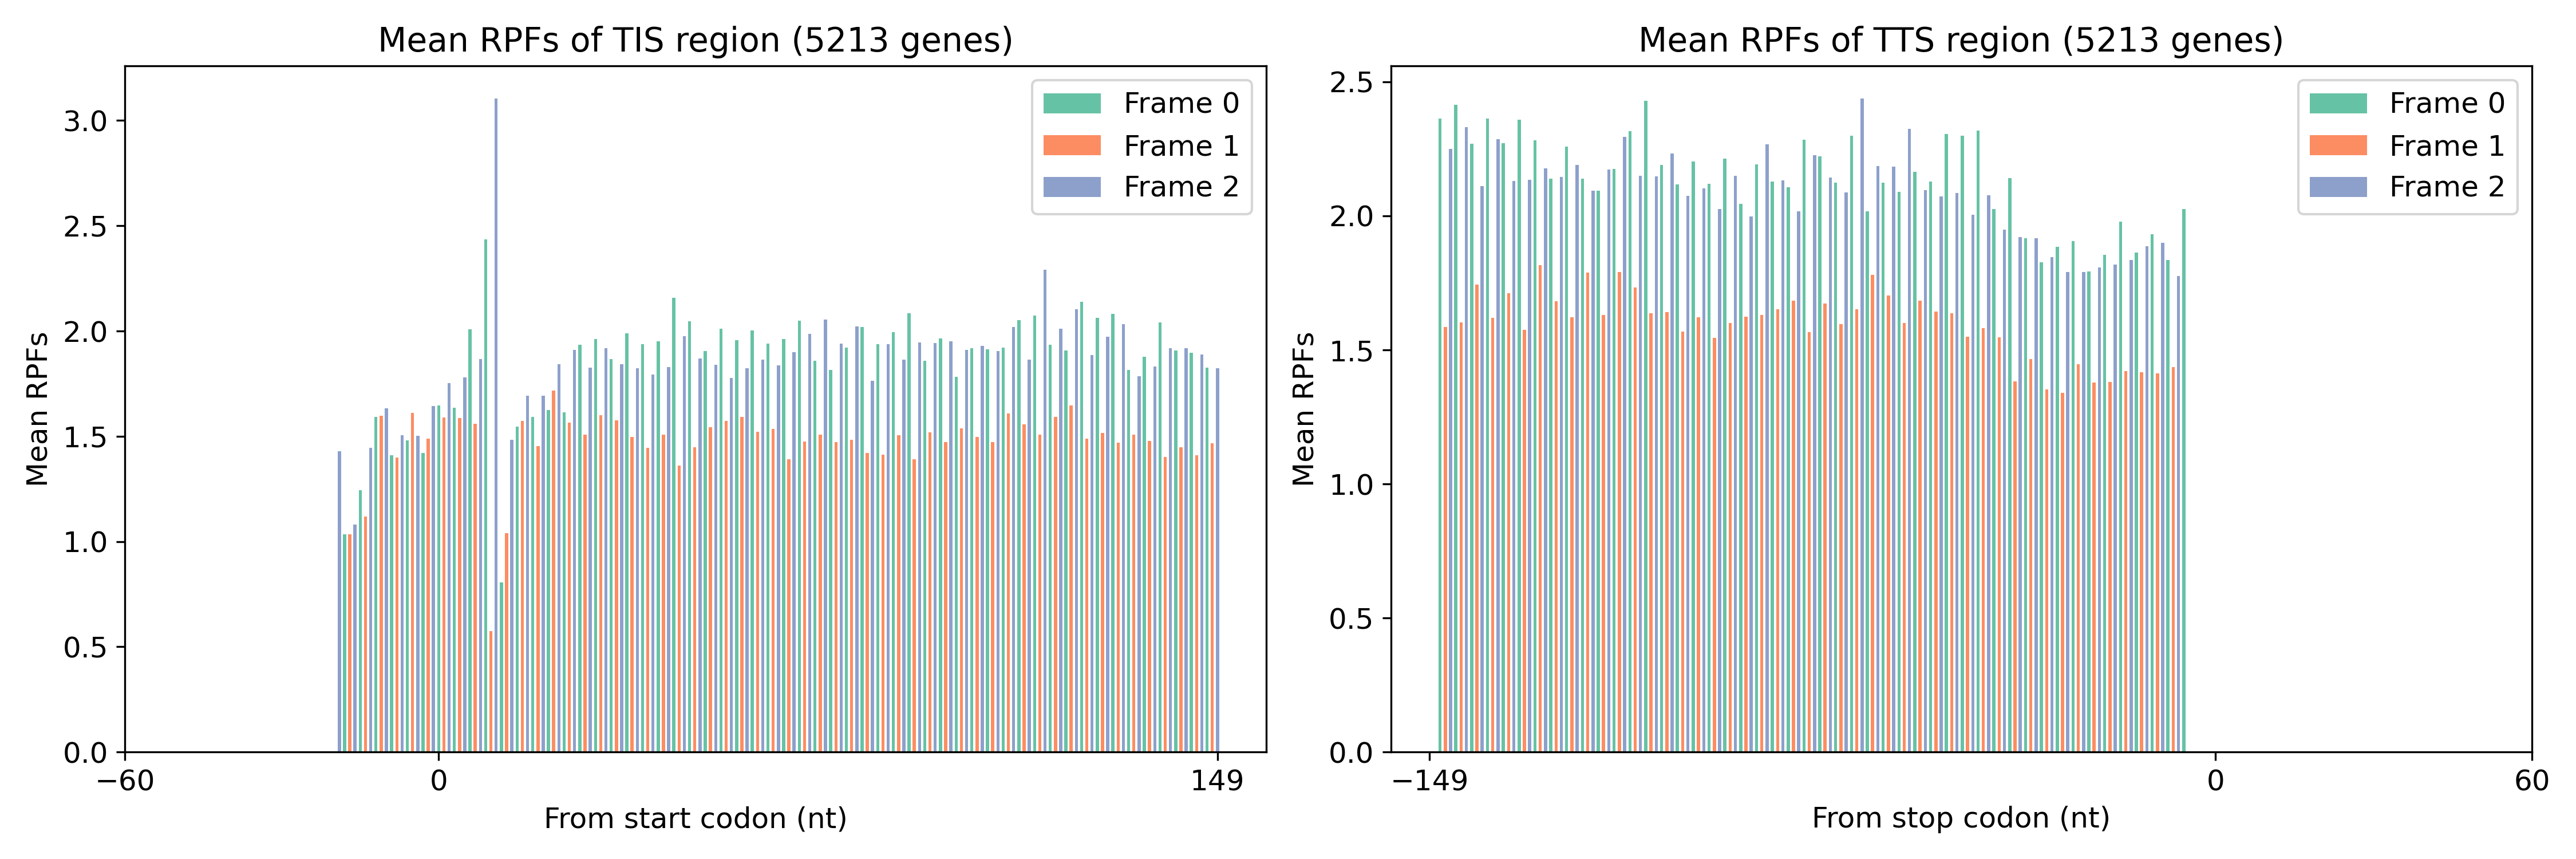 Mean RPFs of TIS region (5213 genes)
Mean RPFs
3.0
2.5
2.0
1.5
1.0
0.5
0.0
Frame 0
Frame 1
Frame 2
−60
0
149
From start codon (nt)
Mean RPFs of TTS region (5213 genes)
Mean RPFs
2.5
2.0
1.5
1.0
0.5
0.0
Frame 0
Frame 1
Frame 2
−149
0
60
From stop codon (nt)